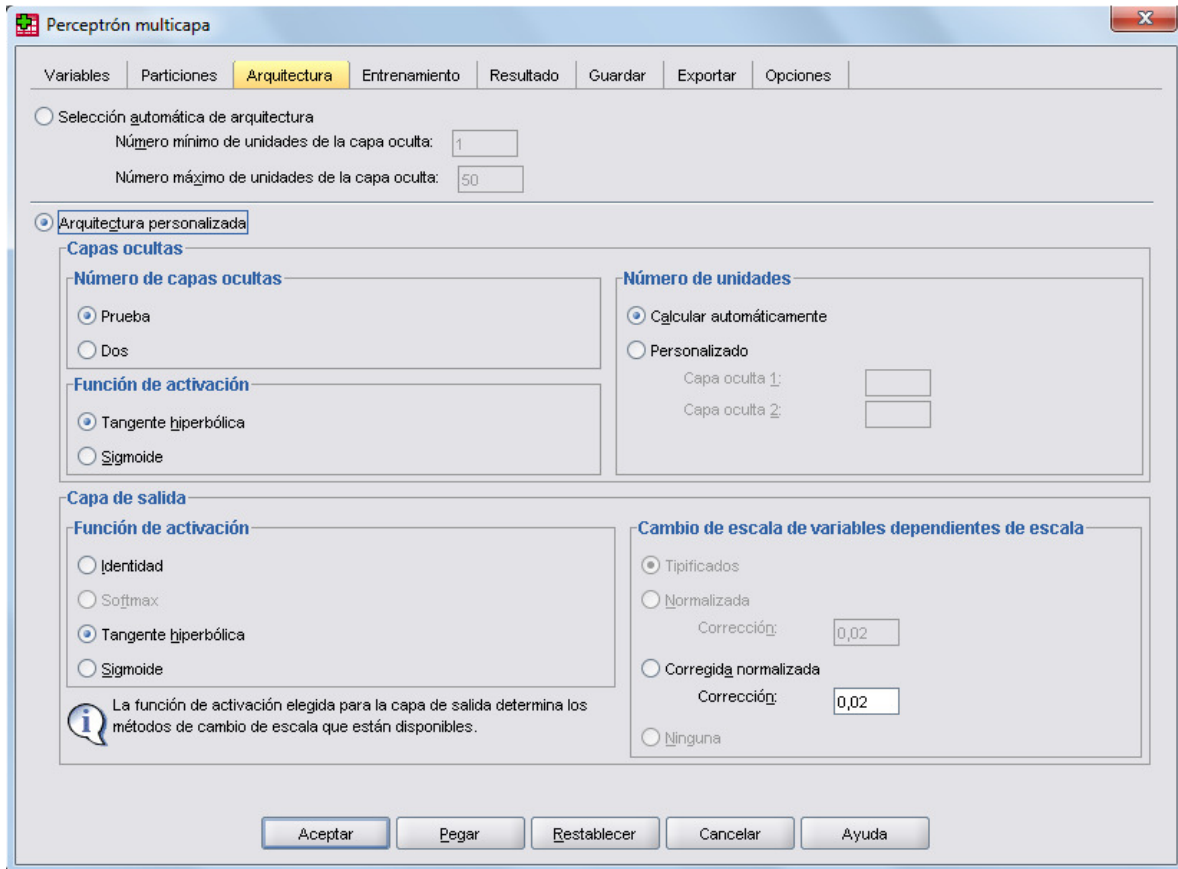 Perceptrón multicapa
Variables Particiones Arquitectura Entrenamiento Resultado Guardar Exportar Opciones
Selección automática de arquitectura
Número mínimo de unidades de la capa oculta: 1
Número máximo de unidades de la capa oculta: 50
Arquitectura personalizada
Capas ocultas
Número de capas ocultas
Prueba
Dos
Función de activación
Tangente hiperbólica
Sigmoide
Número de unidades
Calcular automáticamente
Personalizado
Capa oculta 1:
Capa oculta 2:
Capa de salida
Función de activación
Identidad
Softmax
Tangente hiperbólica
Sigmoide
La función de activación elegida para la capa de salida determina los
métodos de cambio de escala que están disponibles.
Cambio de escala de variables dependientes de escala
Tipificados
Normalizada
Corrección: 0,02
Corregida normalizada
Corrección: 0,02
Ninguna
Aceptar Pegar Restablecer Cancelar Ayuda